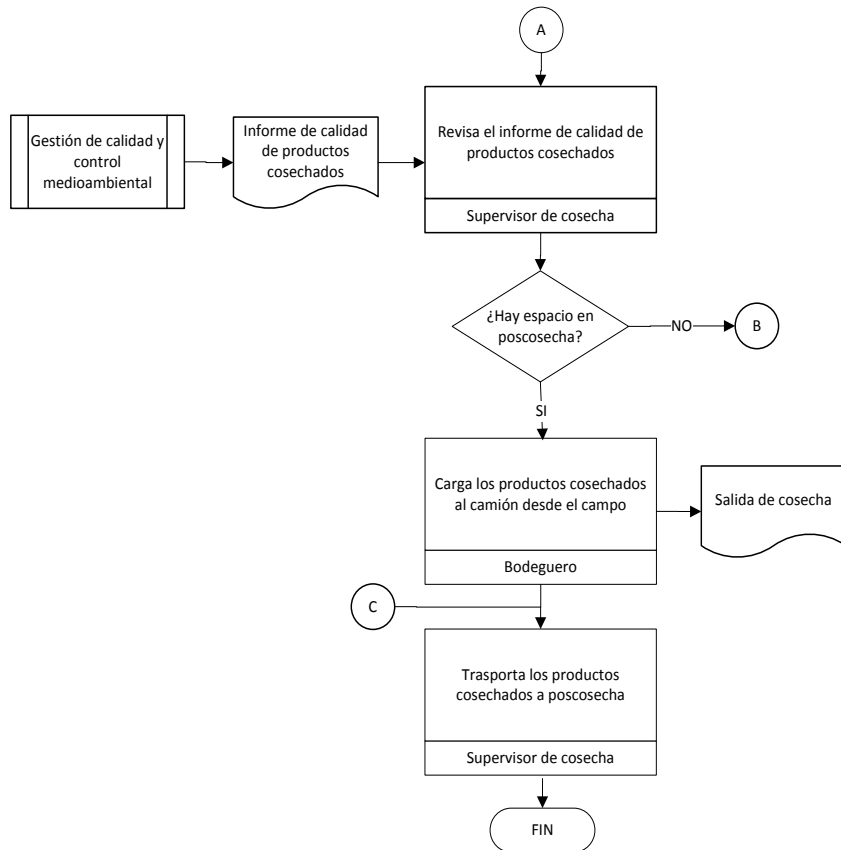 A
Gestión de calidad y
control
medioambiental
Informe de calidad
de productos
cosechados
Revisa el informe de calidad de
productos cosechados
Supervisor de cosecha
¿Hay espacio en
poscosecha?
NO
B
SI
Carga los productos cosechados
al camión desde el campo
Bodeguero
Salida de cosecha
C
Trasporta los productos
cosechados a poscosecha
Supervisor de cosecha
FIN